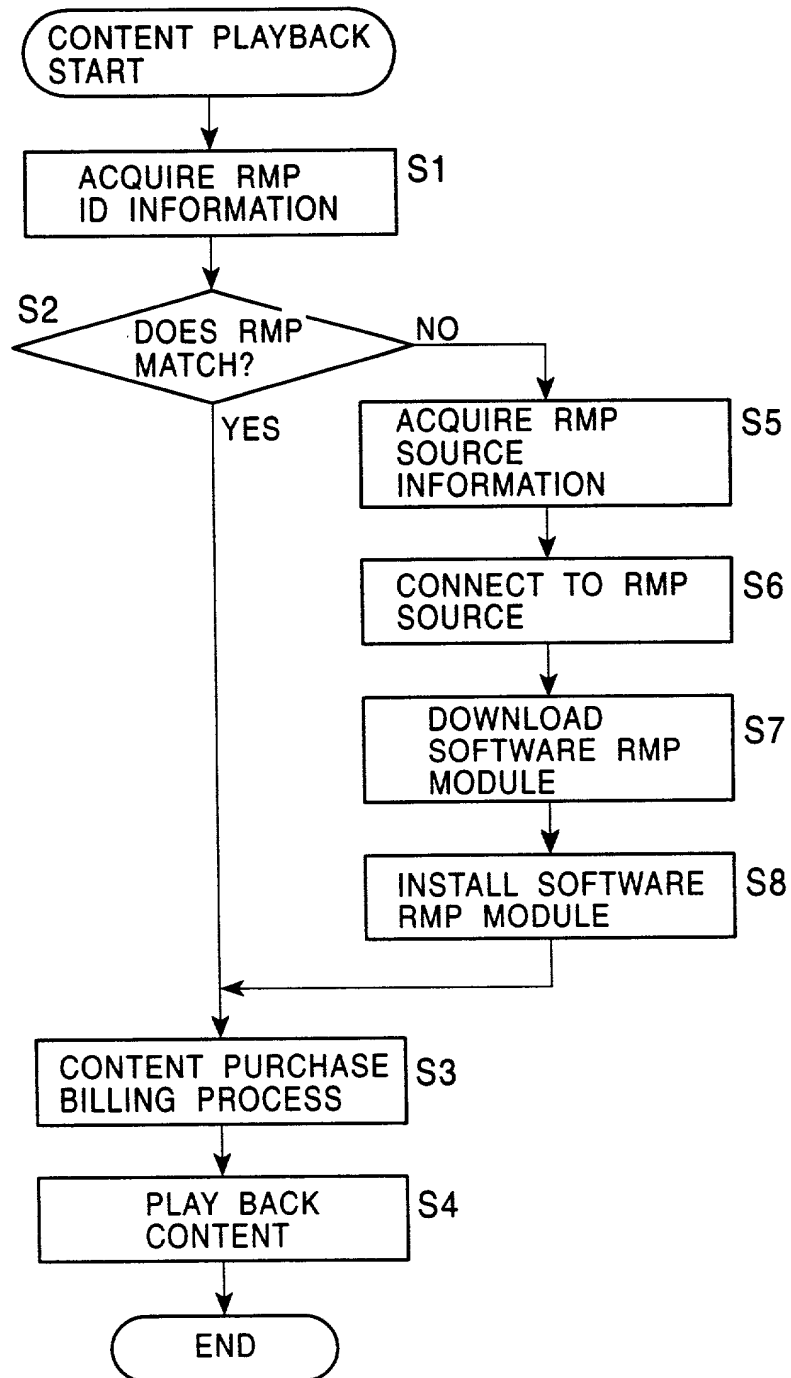 CONTENT PLAYBACK
START
ACQUIRE RMP
ID INFORMATION
S1
S2
DOES RMP
MATCH?
NO
YES
ACQUIRE RMP
SOURCE
INFORMATION
S5
CONNECT TO RMP
SOURCE
S6
DOWNLOAD
SOFTWARE RMP
MODULE
S7
INSTALL SOFTWARE
RMP MODULE
S8
CONTENT PURCHASE
BILLING PROCESS
S3
PLAY BACK
CONTENT
S4
END